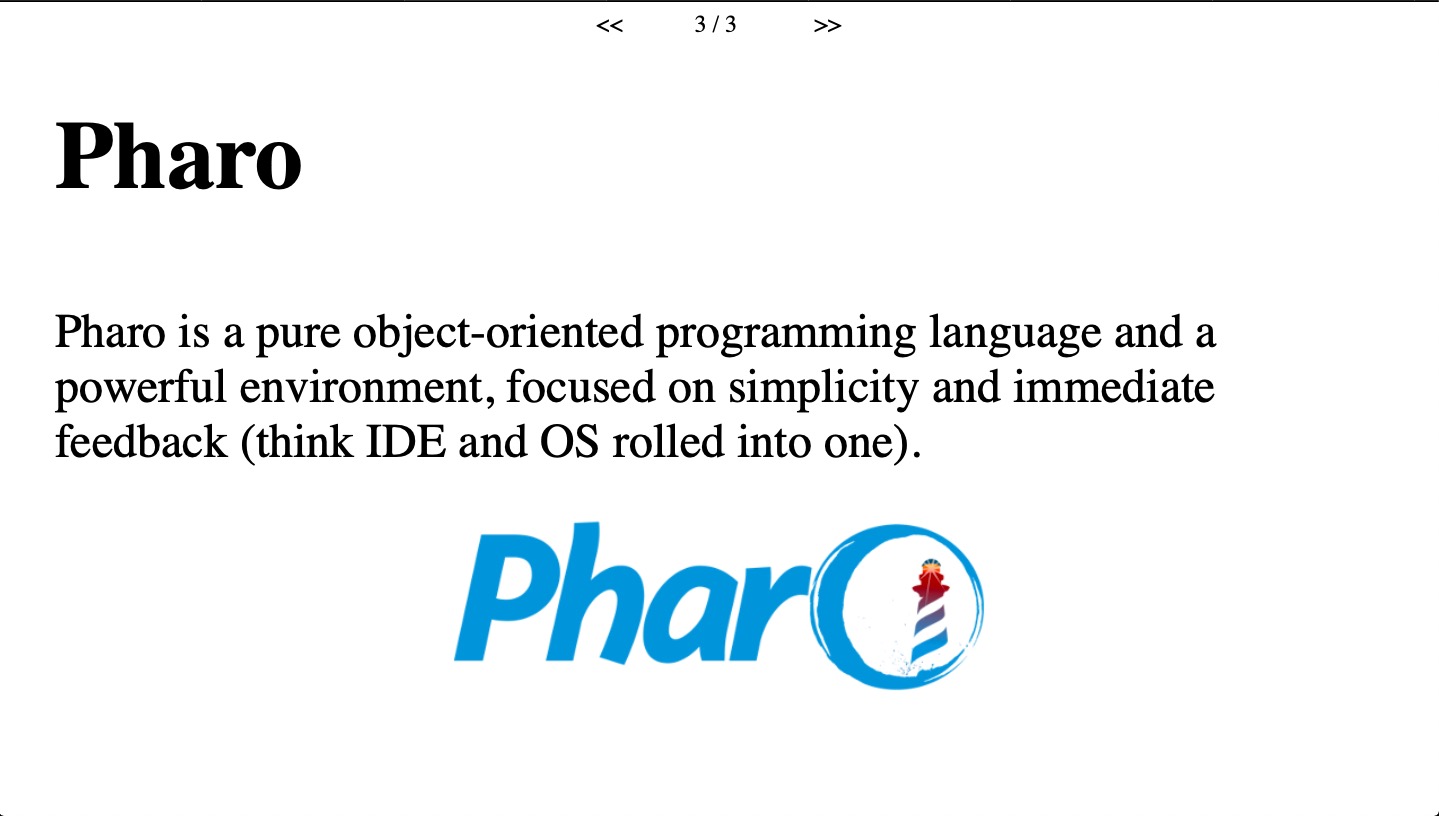 << 3 / 3 >>
Pharo
Pharo is a pure object-oriented programming language and a
powerful environment, focused on simplicity and immediate
feedback (think IDE and OS rolled into one).
Pharo